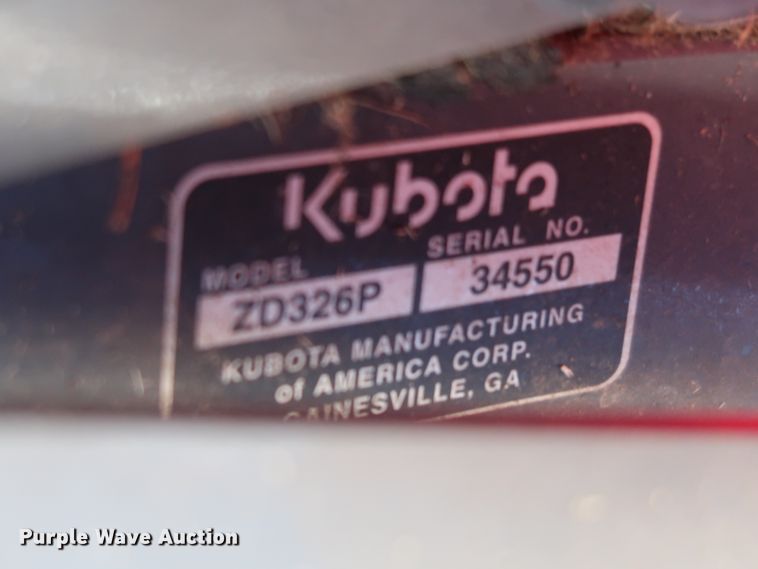 Kubota
MODEL SERIAL NO.
ZD326P 34550
KUBOTA MANUFACTURING
of AMERICA CORP.
GAINESVILLE, GA
Purple Wave Auction